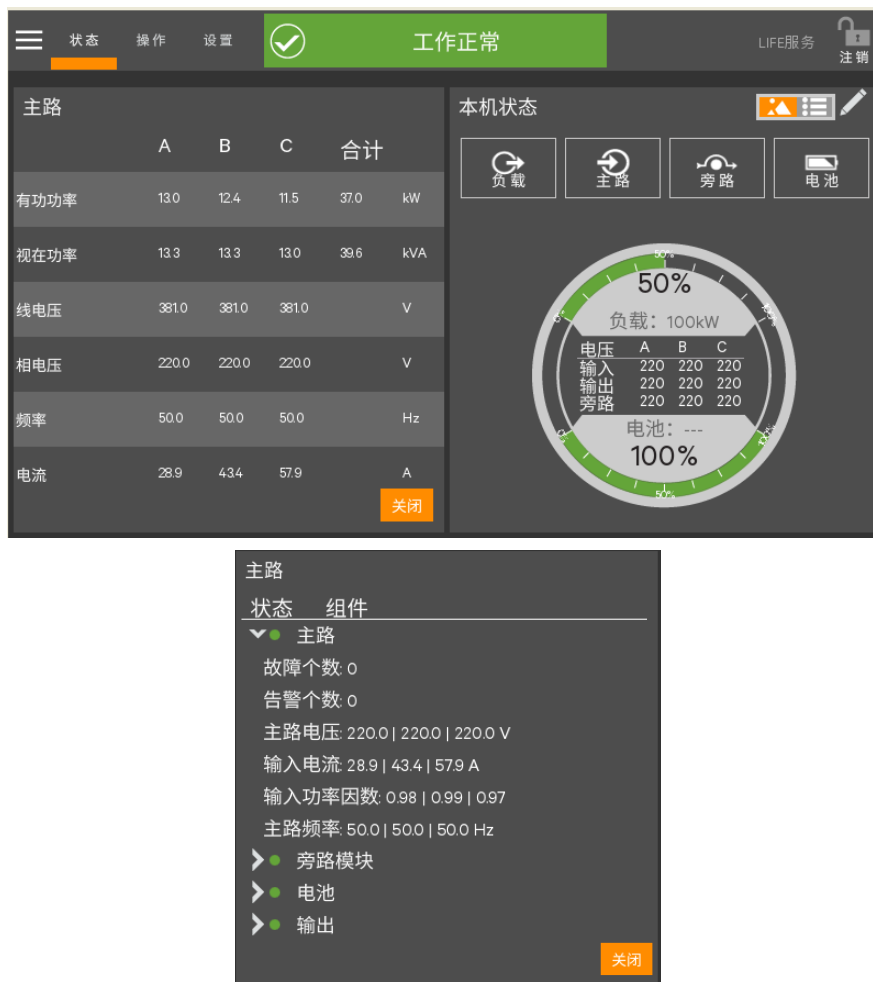 状态 操作 设置 工作正常 LIFE服务 注销
主路
A B C 合计
有功功率 13.0 12.4 11.5 37.0 kW
视在功率 13.3 13.3 13.0 39.6 kVA
线电压 381.0 381.0 381.0 V
相电压 220.0 220.0 220.0 V
频率 50.0 50.0 50.0 Hz
电流 28.9 43.4 57.9 A
关闭
本机状态
负载 主路 旁路 电池
0% 50% 100%
50%
负载: 100kW
电压 A B C
输入 220 220 220
输出 220 220 220
旁路 220 220 220
电池: ---
100%
0% 50% 100%
主路
状态 组件
主路
故障个数: 0
告警个数: 0
主路电压: 220.0 | 220.0 | 220.0 V
输入电流: 28.9 | 43.4 | 57.9 A
输入功率因数: 0.98 | 0.99 | 0.97
主路频率: 50.0 | 50.0 | 50.0 Hz
旁路模块
电池
输出
关闭